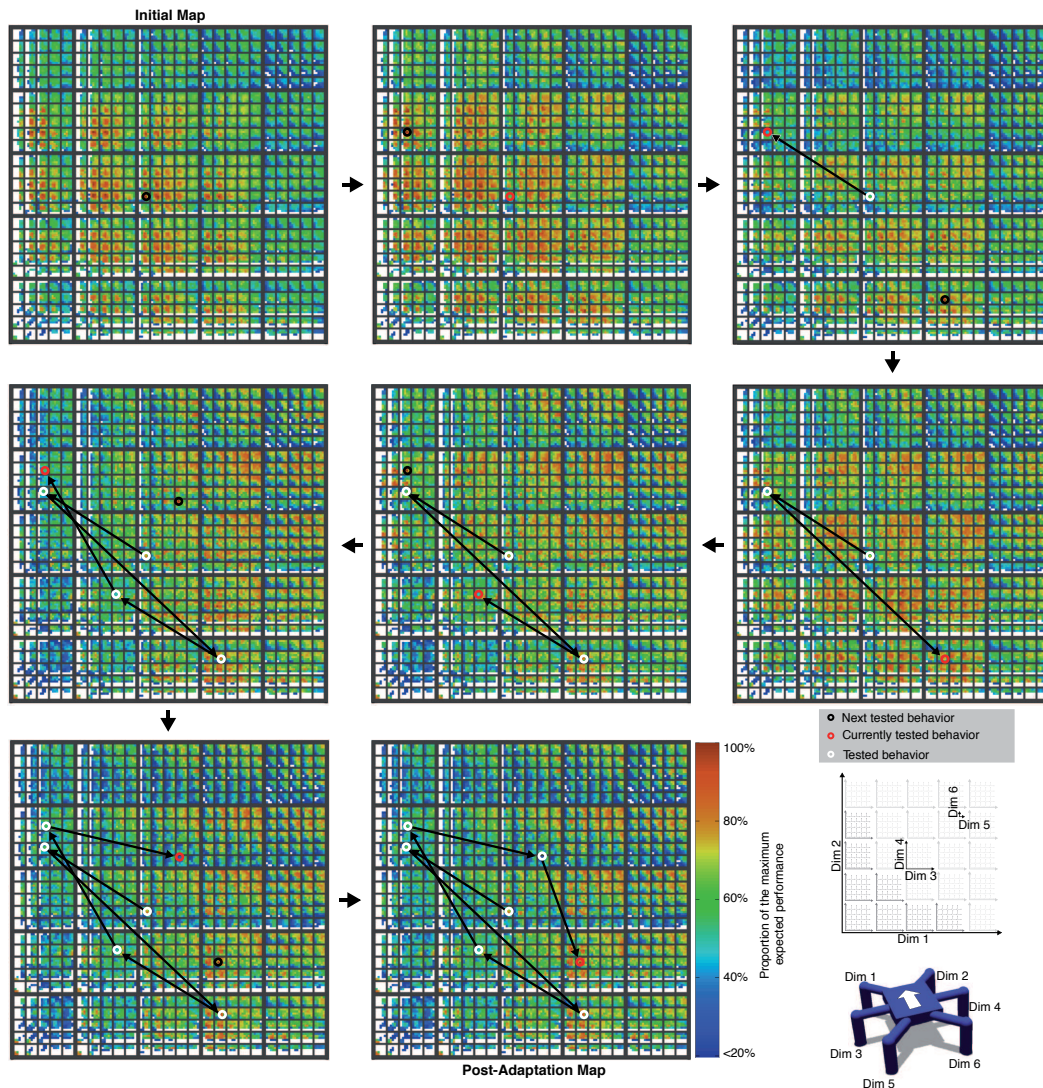 Initial Map
Next tested behavior
Currently tested behavior
Tested behavior
100%
80%
60%
40%
<20%
Proportion of the maximum
expected performance
Dim 6
Dim 5
Dim 2
Dim 4
Dim 3
Dim 1
Dim 1
Dim 2
Dim 4
Dim 3
Dim 6
Dim 5
Post-Adaptation Map